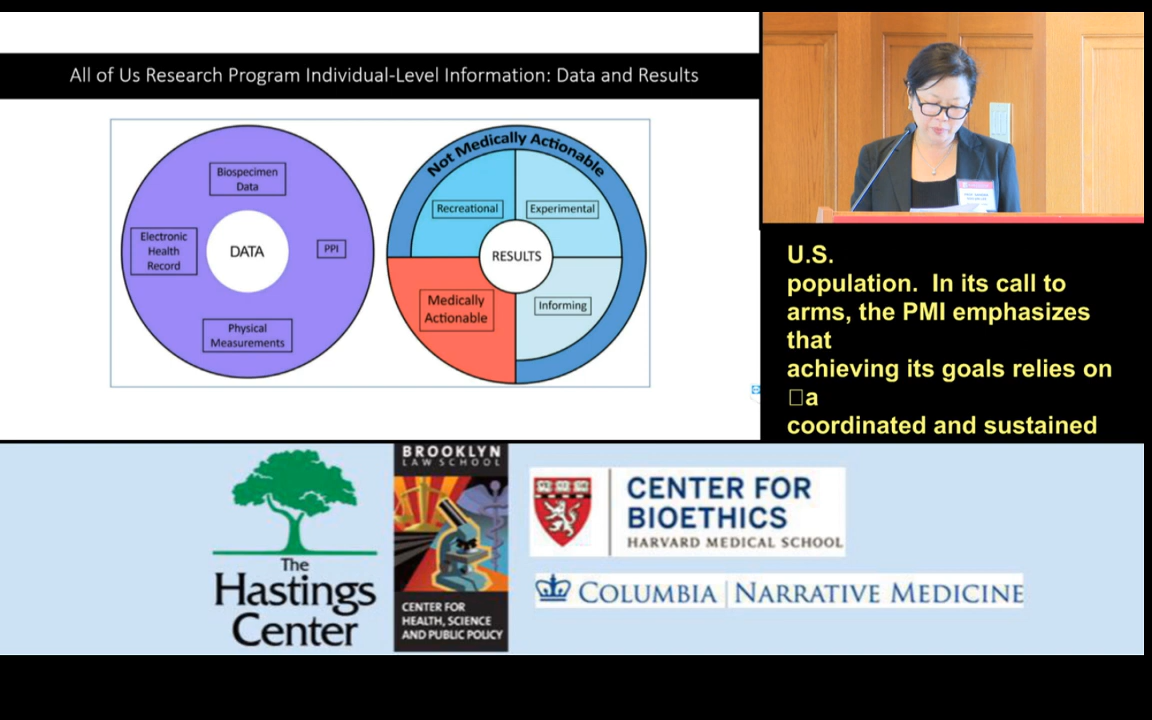 All of Us Research Program Individual-Level Information: Data and Results
Biospecimen
Data
Electronic
Health
Record
DATA
PPI
Physical
Measurements
Not Medically Actionable
Recreational
Experimental
RESULTS
Medically
Actionable
Informing
U.S.
population. In its call to
arms, the PMI emphasizes
that
achieving its goals relies on
□a
coordinated and sustained
The
Hastings
Center
BROOKLYN
LAW SCHOOL
CENTER FOR
HEALTH, SCIENCE
AND PUBLIC POLICY
CENTER FOR
BIOETHICS
HARVARD MEDICAL SCHOOL
COLUMBIA | NARRATIVE MEDICINE